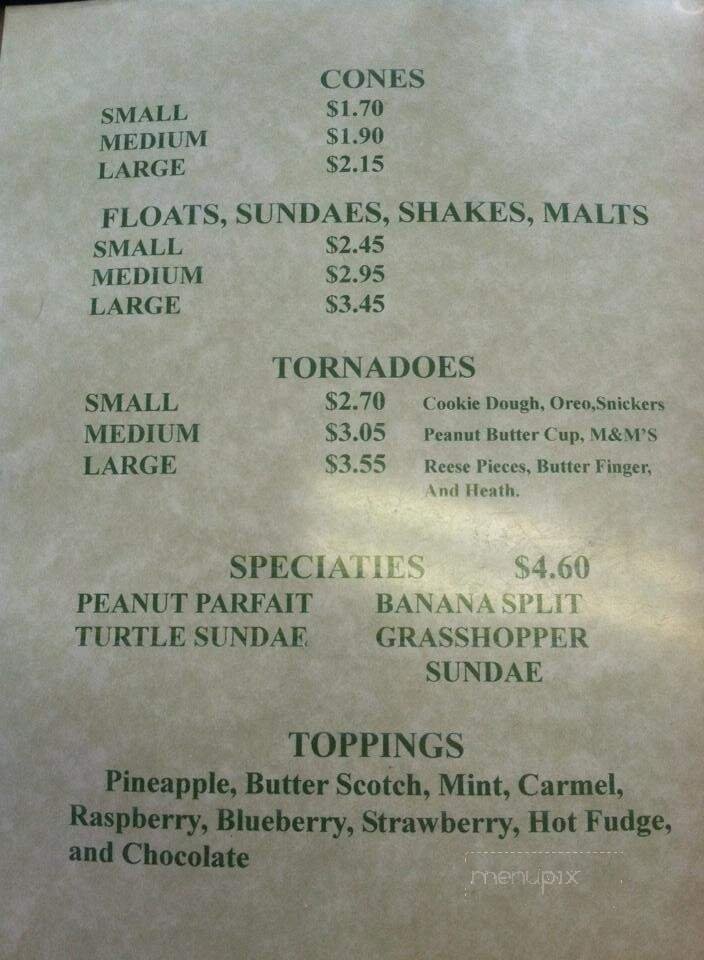 CONES
SMALL $1.70
MEDIUM $1.90
LARGE $2.15
FLOATS, SUNDAES, SHAKES, MALTS
SMALL $2.45
MEDIUM $2.95
LARGE $3.45
TORNADOES
SMALL $2.70 Cookie Dough, Oreo,Snickers
MEDIUM $3.05 Peanut Butter Cup, M&M'S
LARGE $3.55 Reese Pieces, Butter Finger,
And Heath.
SPECIATIES $4.60
PEANUT PARFAIT BANANA SPLIT
TURTLE SUNDAE GRASSHOPPER
SUNDAE
TOPPINGS
Pineapple, Butter Scotch, Mint, Carmel,
Raspberry, Blueberry, Strawberry, Hot Fudge,
and Chocolate
menupix